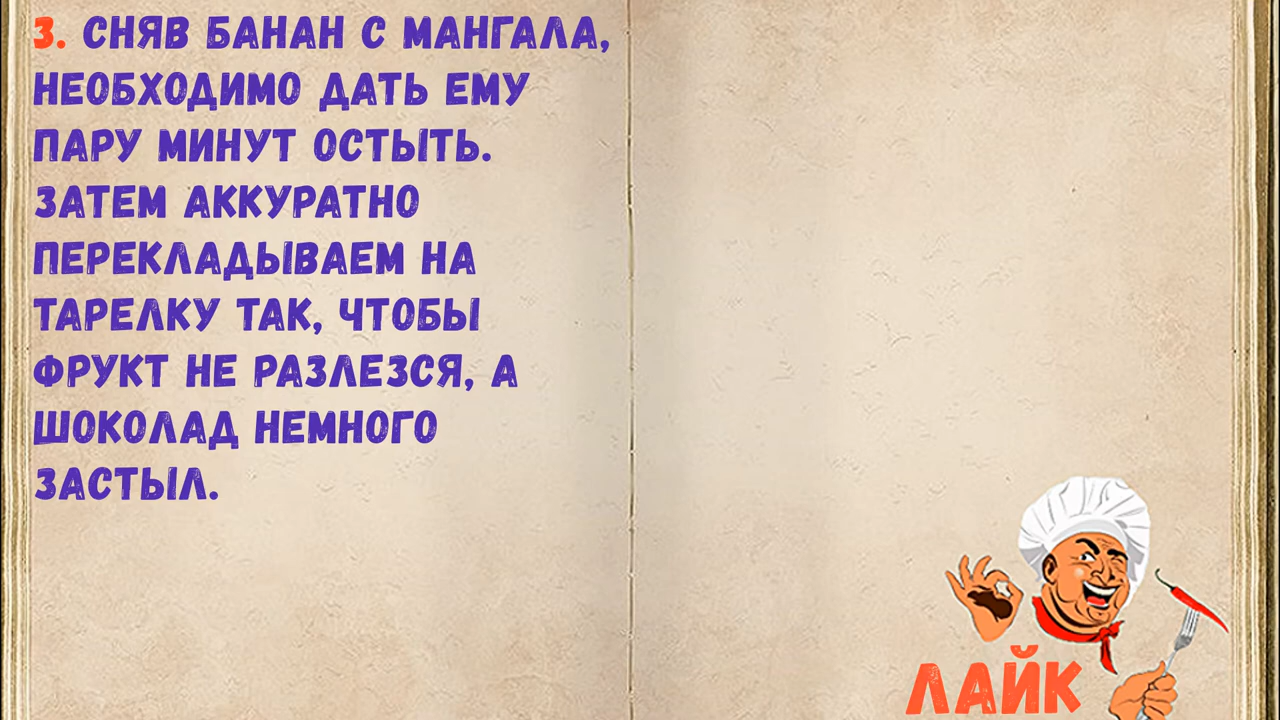 3. СНЯВ БАНАН С МАНГАЛА,
НЕОБХОДИМО ДАТЬ ЕМУ
ПАРУ МИНУТ ОСТЫТЬ.
ЗАТЕМ АККУРАТНО
ПЕРЕКЛАДЫВАЕМ НА
ТАРЕЛКУ ТАК, ЧТОБЫ
ФРУКТ НЕ РАЗЛЕЗСЯ, А
ШОКОЛАД НЕМНОГО
ЗАСТЫЛ.
ЛАЙК